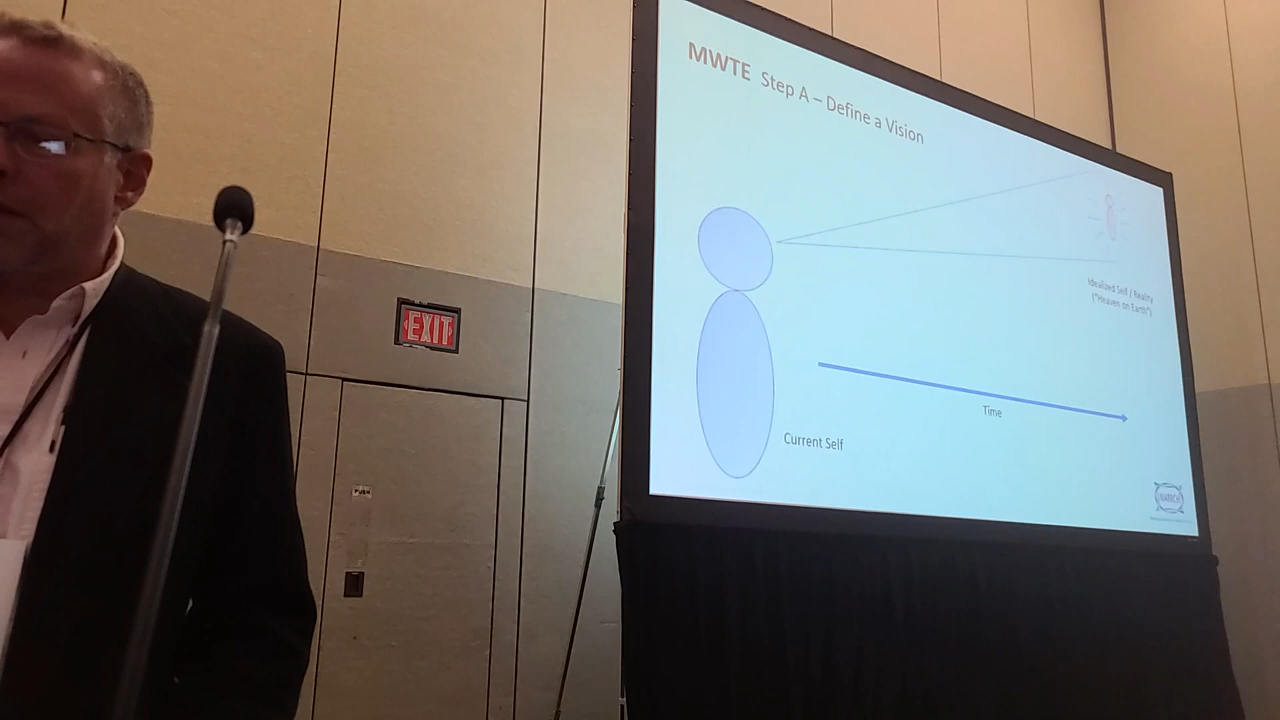 MWTE Step A – Define a Vision
Idealized Self / Reality
("Heaven on Earth")
Time
Current Self
EXIT
PUSH